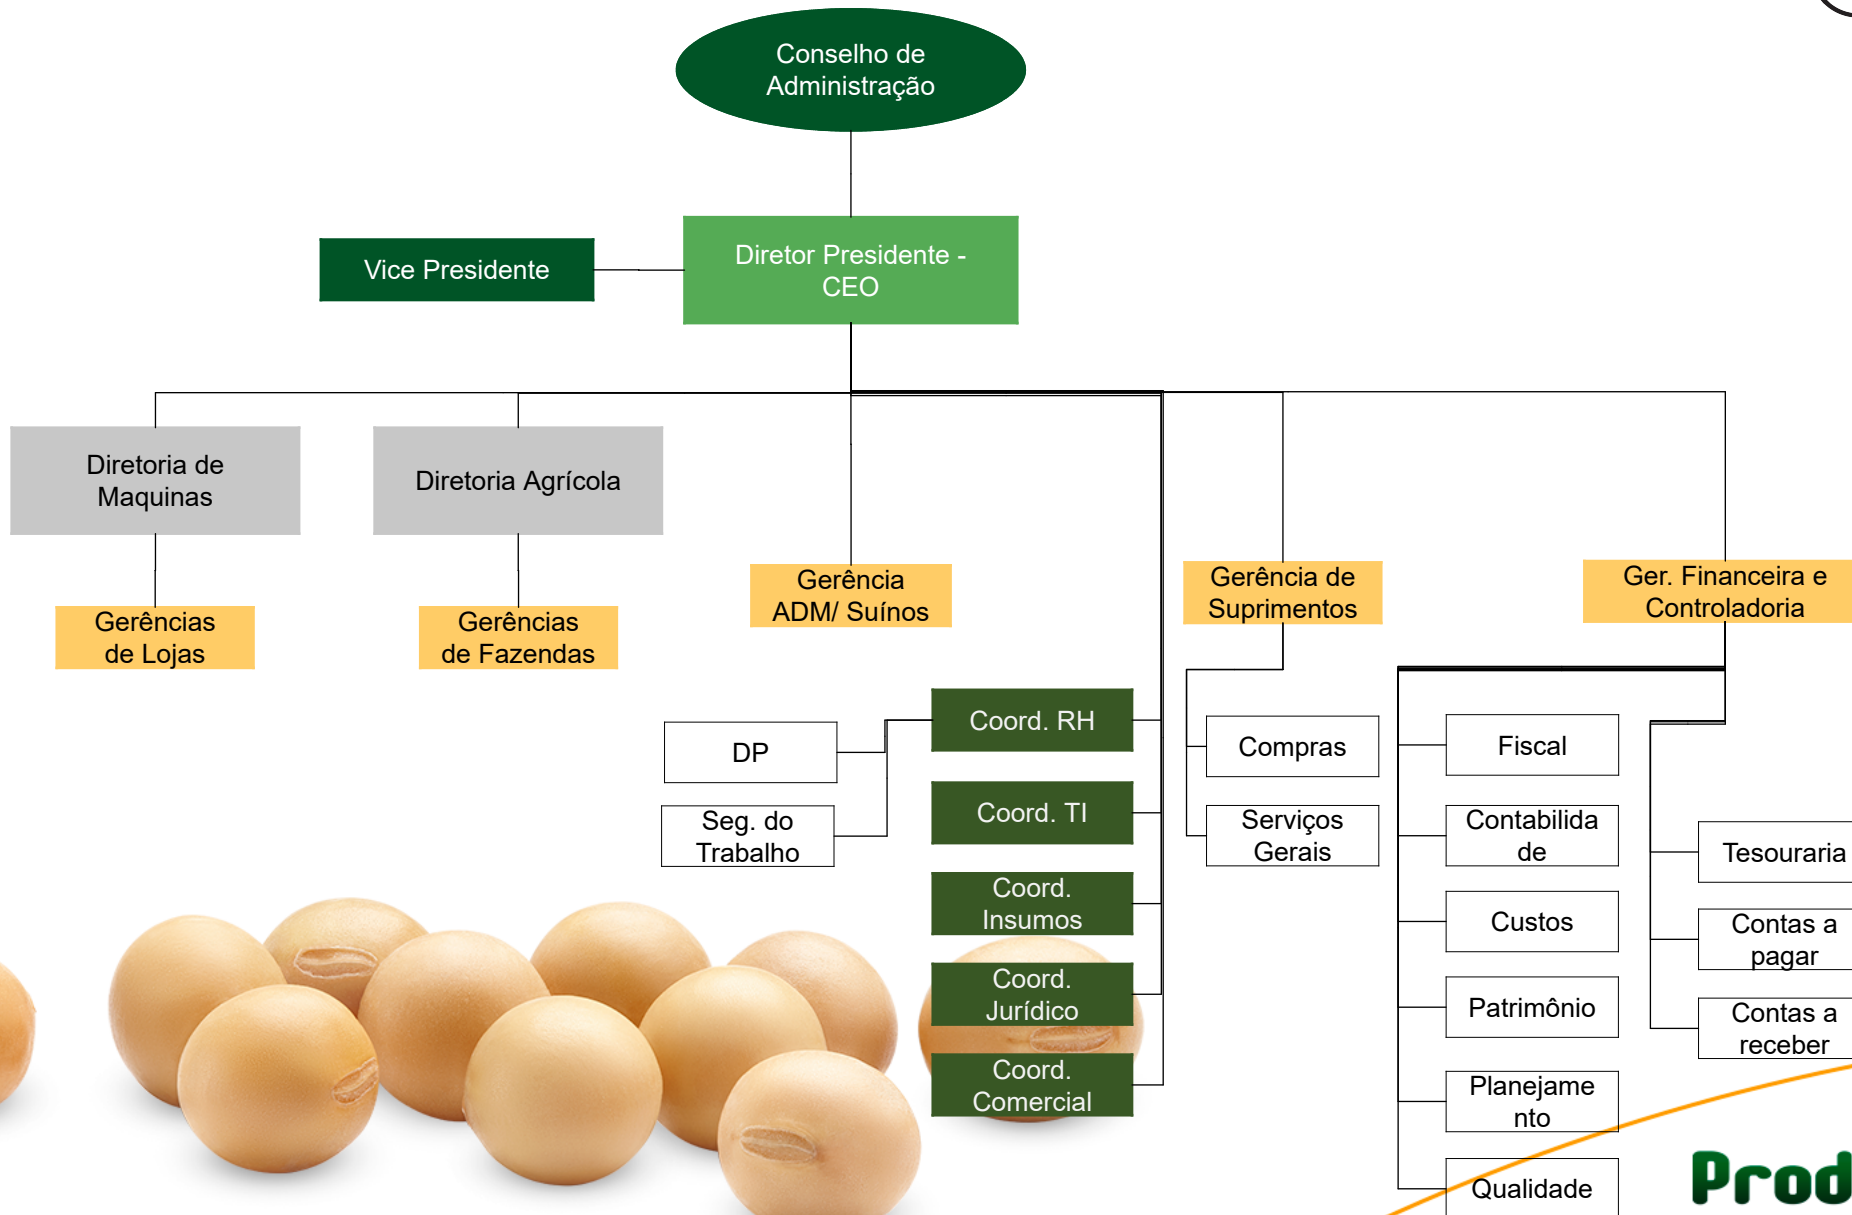 Conselho de
Administração
Vice Presidente
Diretor Presidente -
CEO
Diretoria de
Maquinas
Diretoria Agrícola
Gerências
de Lojas
Gerências
de Fazendas
Gerência
ADM/ Suínos
Gerência de
Suprimentos
Ger. Financeira e
Controladoria
DP
Seg. do
Trabalho
Coord. RH
Coord. TI
Coord.
Insumos
Coord.
Jurídico
Coord.
Comercial
Compras
Serviços
Gerais
Fiscal
Contabilida
de
Custos
Patrimônio
Planejame
nto
Qualidade
Tesouraria
Contas a
pagar
Contas a
receber
Prod